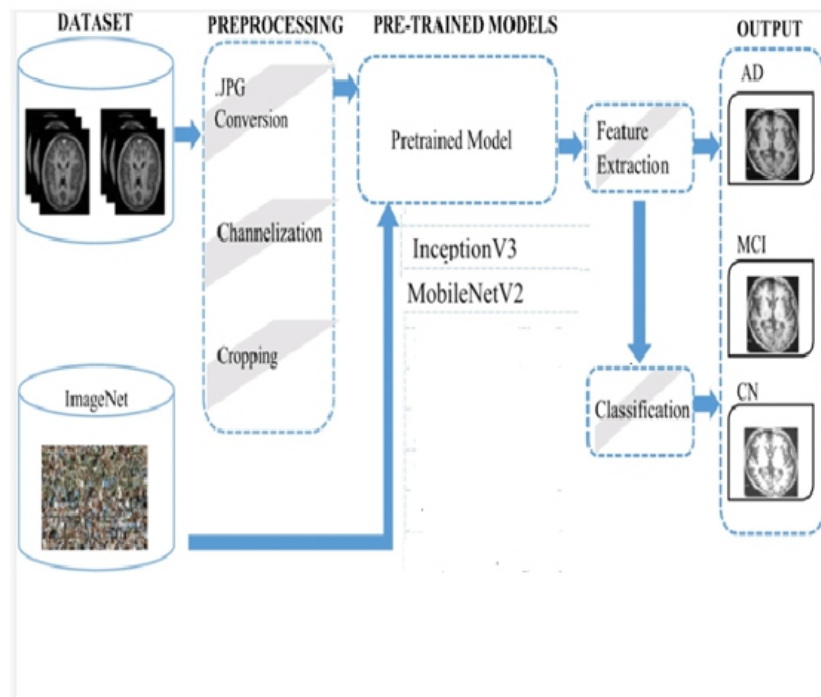 DATASET
PREPROCESSING
PRE-TRAINED MODELS
OUTPUT
.JPG
Conversion
Channelization
Cropping
ImageNet
Pretrained Model
InceptionV3
MobileNetV2
Feature
Extraction
Classification
AD
MCI
CN